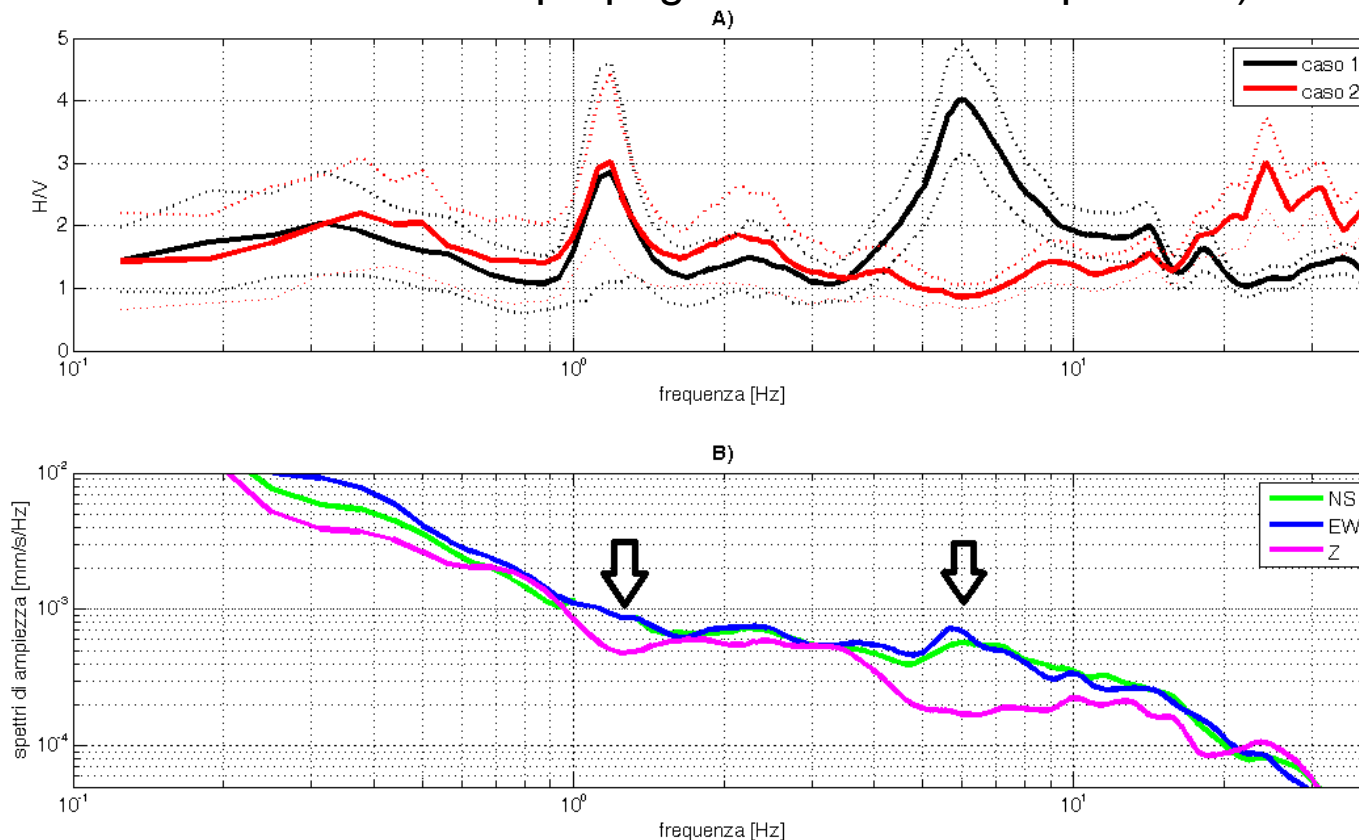 A)
5
4
3
2
1
0
H/V
caso 1
caso 2
10⁻¹
10⁰
10¹
frequenza [Hz]
B)
10⁻²
10⁻³
10⁻⁴
spettri di ampiezza [mm/s/Hz]
NS
EW
Z
10⁻¹
10⁰
10¹
frequenza [Hz]